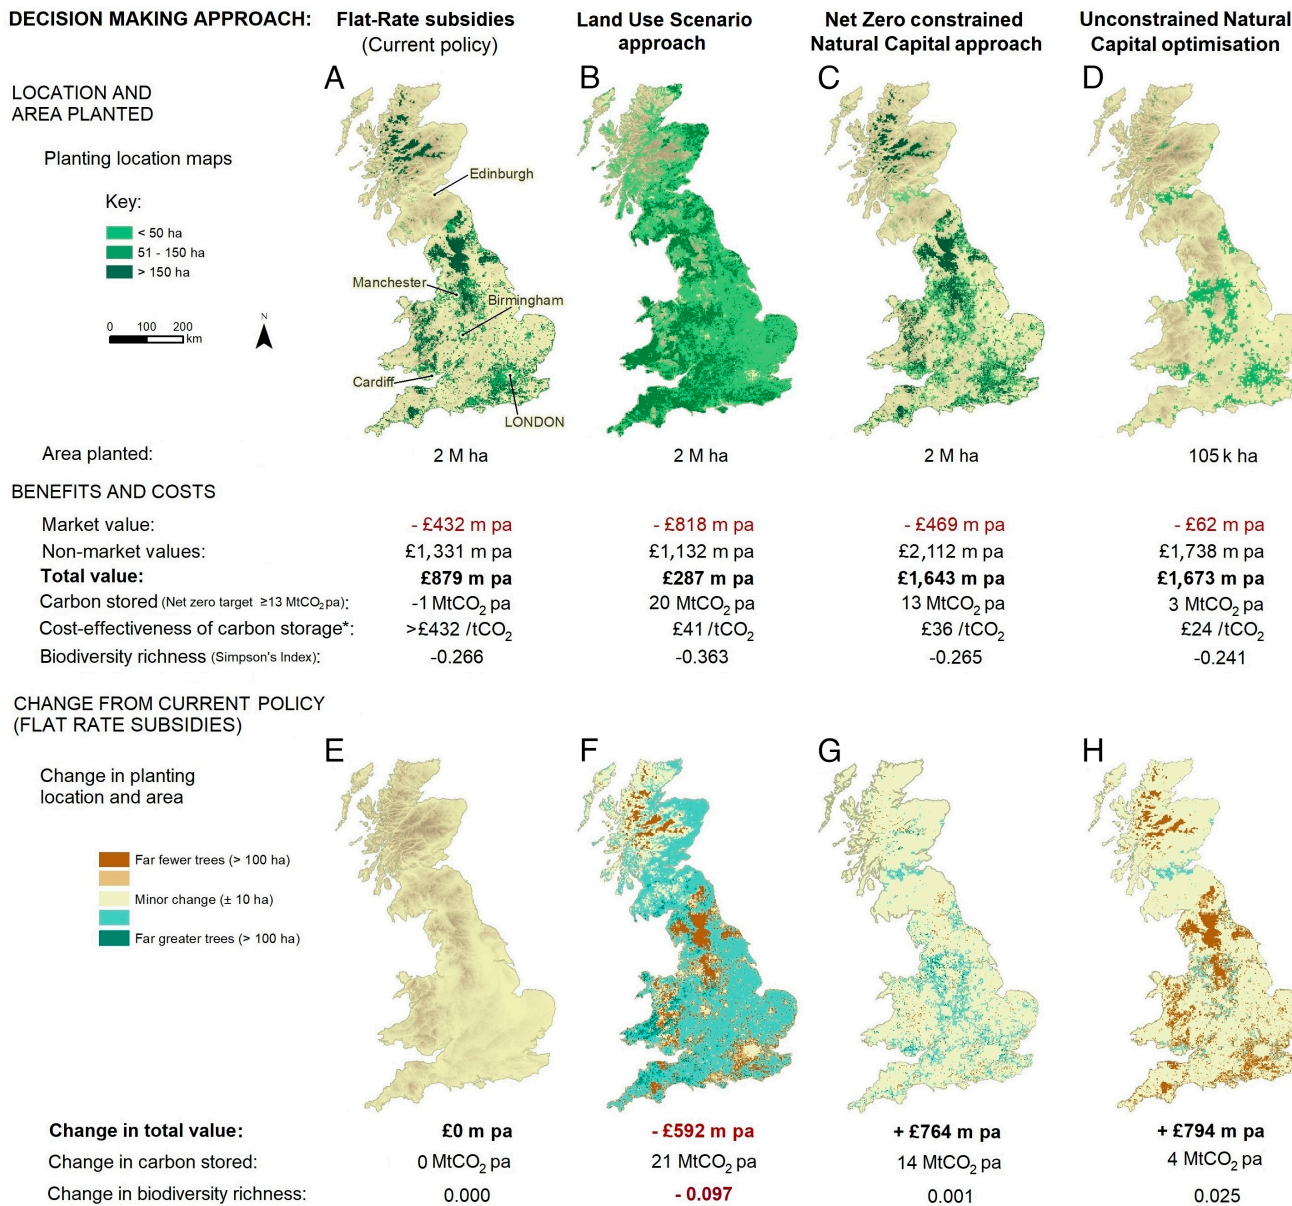 DECISION MAKING APPROACH:
Flat-Rate subsidies
(Current policy)
Land Use Scenario
approach
Net Zero constrained
Natural Capital approach
Unconstrained Natural
Capital optimisation
A
B
C
D
LOCATION AND
AREA PLANTED
Planting location maps
Key:
< 50 ha
51 - 150 ha
> 150 ha
0 100 200
km
N
Edinburgh
Manchester
Birmingham
Cardiff
LONDON
Area planted: 2 M ha 2 M ha 2 M ha 105 k ha
BENEFITS AND COSTS
Market value: - £432 m pa - £818 m pa - £469 m pa - £62 m pa
Non-market values: £1,331 m pa £1,132 m pa £2,112 m pa £1,738 m pa
Total value: £879 m pa £287 m pa £1,643 m pa £1,673 m pa
Carbon stored (Net zero target ≥13 MtCO2pa): -1 MtCO2 pa 20 MtCO2 pa 13 MtCO2 pa 3 MtCO2 pa
Cost-effectiveness of carbon storage*: >£432 /tCO2 £41 /tCO2 £36 /tCO2 £24 /tCO2
Biodiversity richness (Simpson's Index): -0.266 -0.363 -0.265 -0.241
CHANGE FROM CURRENT POLICY
(FLAT RATE SUBSIDIES)
E
F
G
H
Change in planting
location and area
Far fewer trees (> 100 ha)
Minor change (± 10 ha)
Far greater trees (> 100 ha)
Change in total value: £0 m pa - £592 m pa + £764 m pa + £794 m pa
Change in carbon stored: 0 MtCO2 pa 21 MtCO2 pa 14 MtCO2 pa 4 MtCO2 pa
Change in biodiversity richness: 0.000 - 0.097 0.001 0.025